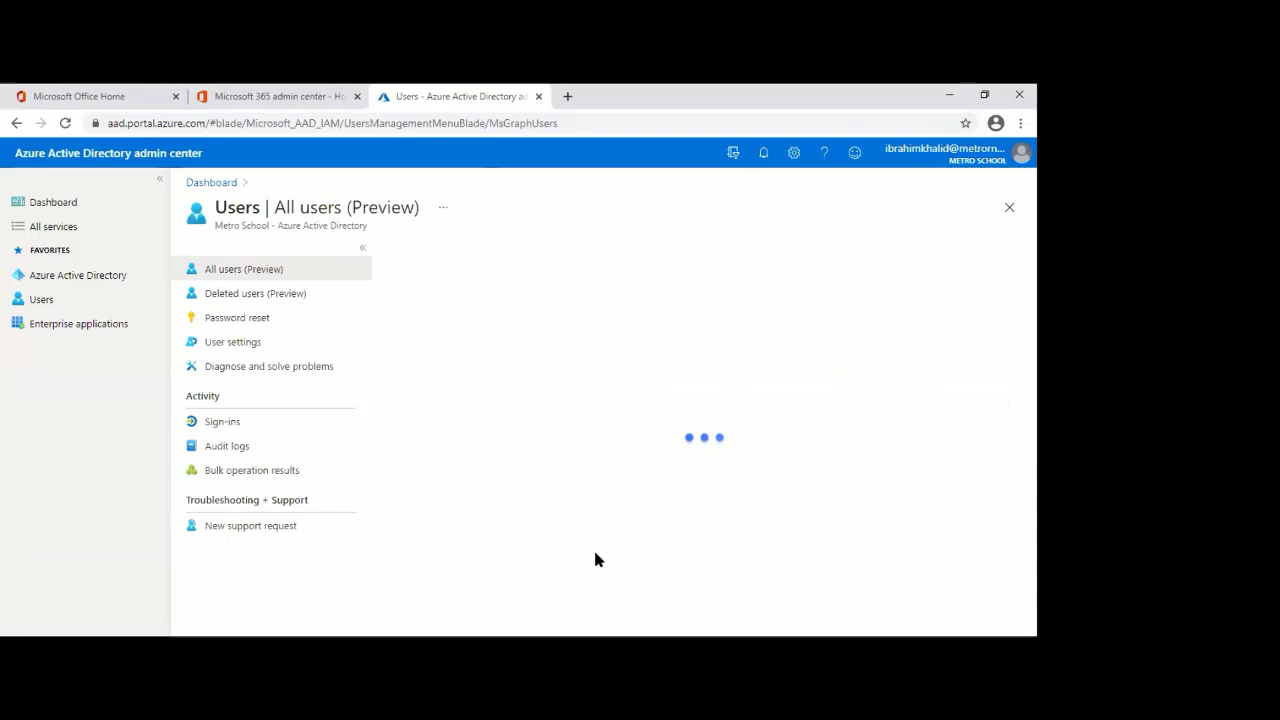 Microsoft Office Home
Microsoft 365 admin center - Ho
Users - Azure Active Directory ad
aad.portal.azure.com/#blade/Microsoft_AAD_IAM/UsersManagementMenuBlade/MsGraphUsers
Azure Active Directory admin center
ibrahimkhalid@metrorn...
METRO SCHOOL
Dashboard
All services
FAVORITES
Azure Active Directory
Users
Enterprise applications
Dashboard
Users | All users (Preview)
Metro School - Azure Active Directory
All users (Preview)
Deleted users (Preview)
Password reset
User settings
Diagnose and solve problems
Activity
Sign-ins
Audit logs
Bulk operation results
Troubleshooting + Support
New support request